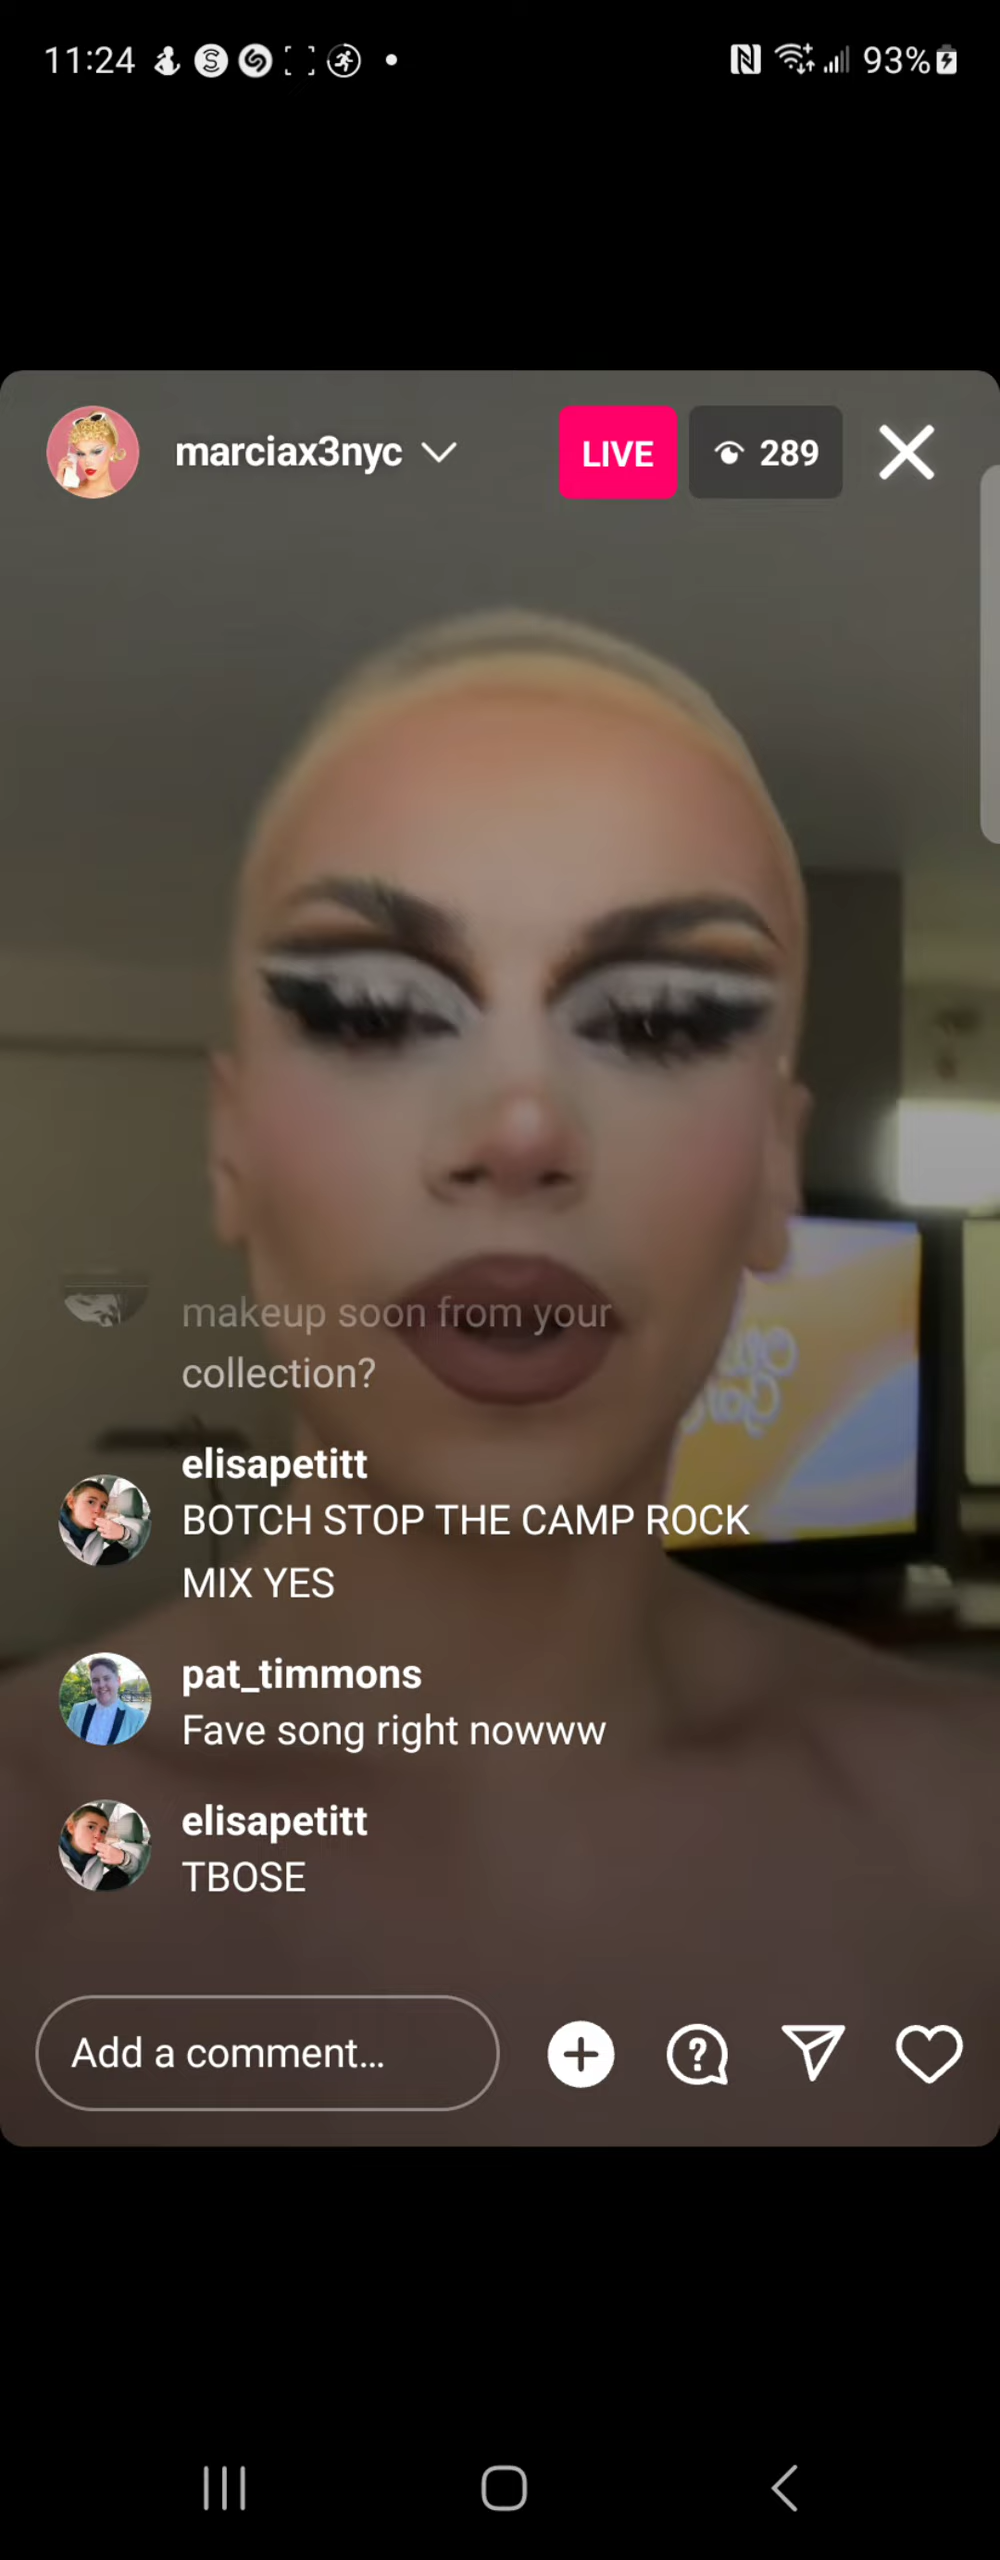 11:24
93%
marciax3nyc
LIVE
289
makeup soon from your
collection?
elisapetitt
BOTCH STOP THE CAMP ROCK
MIX YES
pat_timmons
Fave song right nowww
elisapetitt
TBOSE
Add a comment...